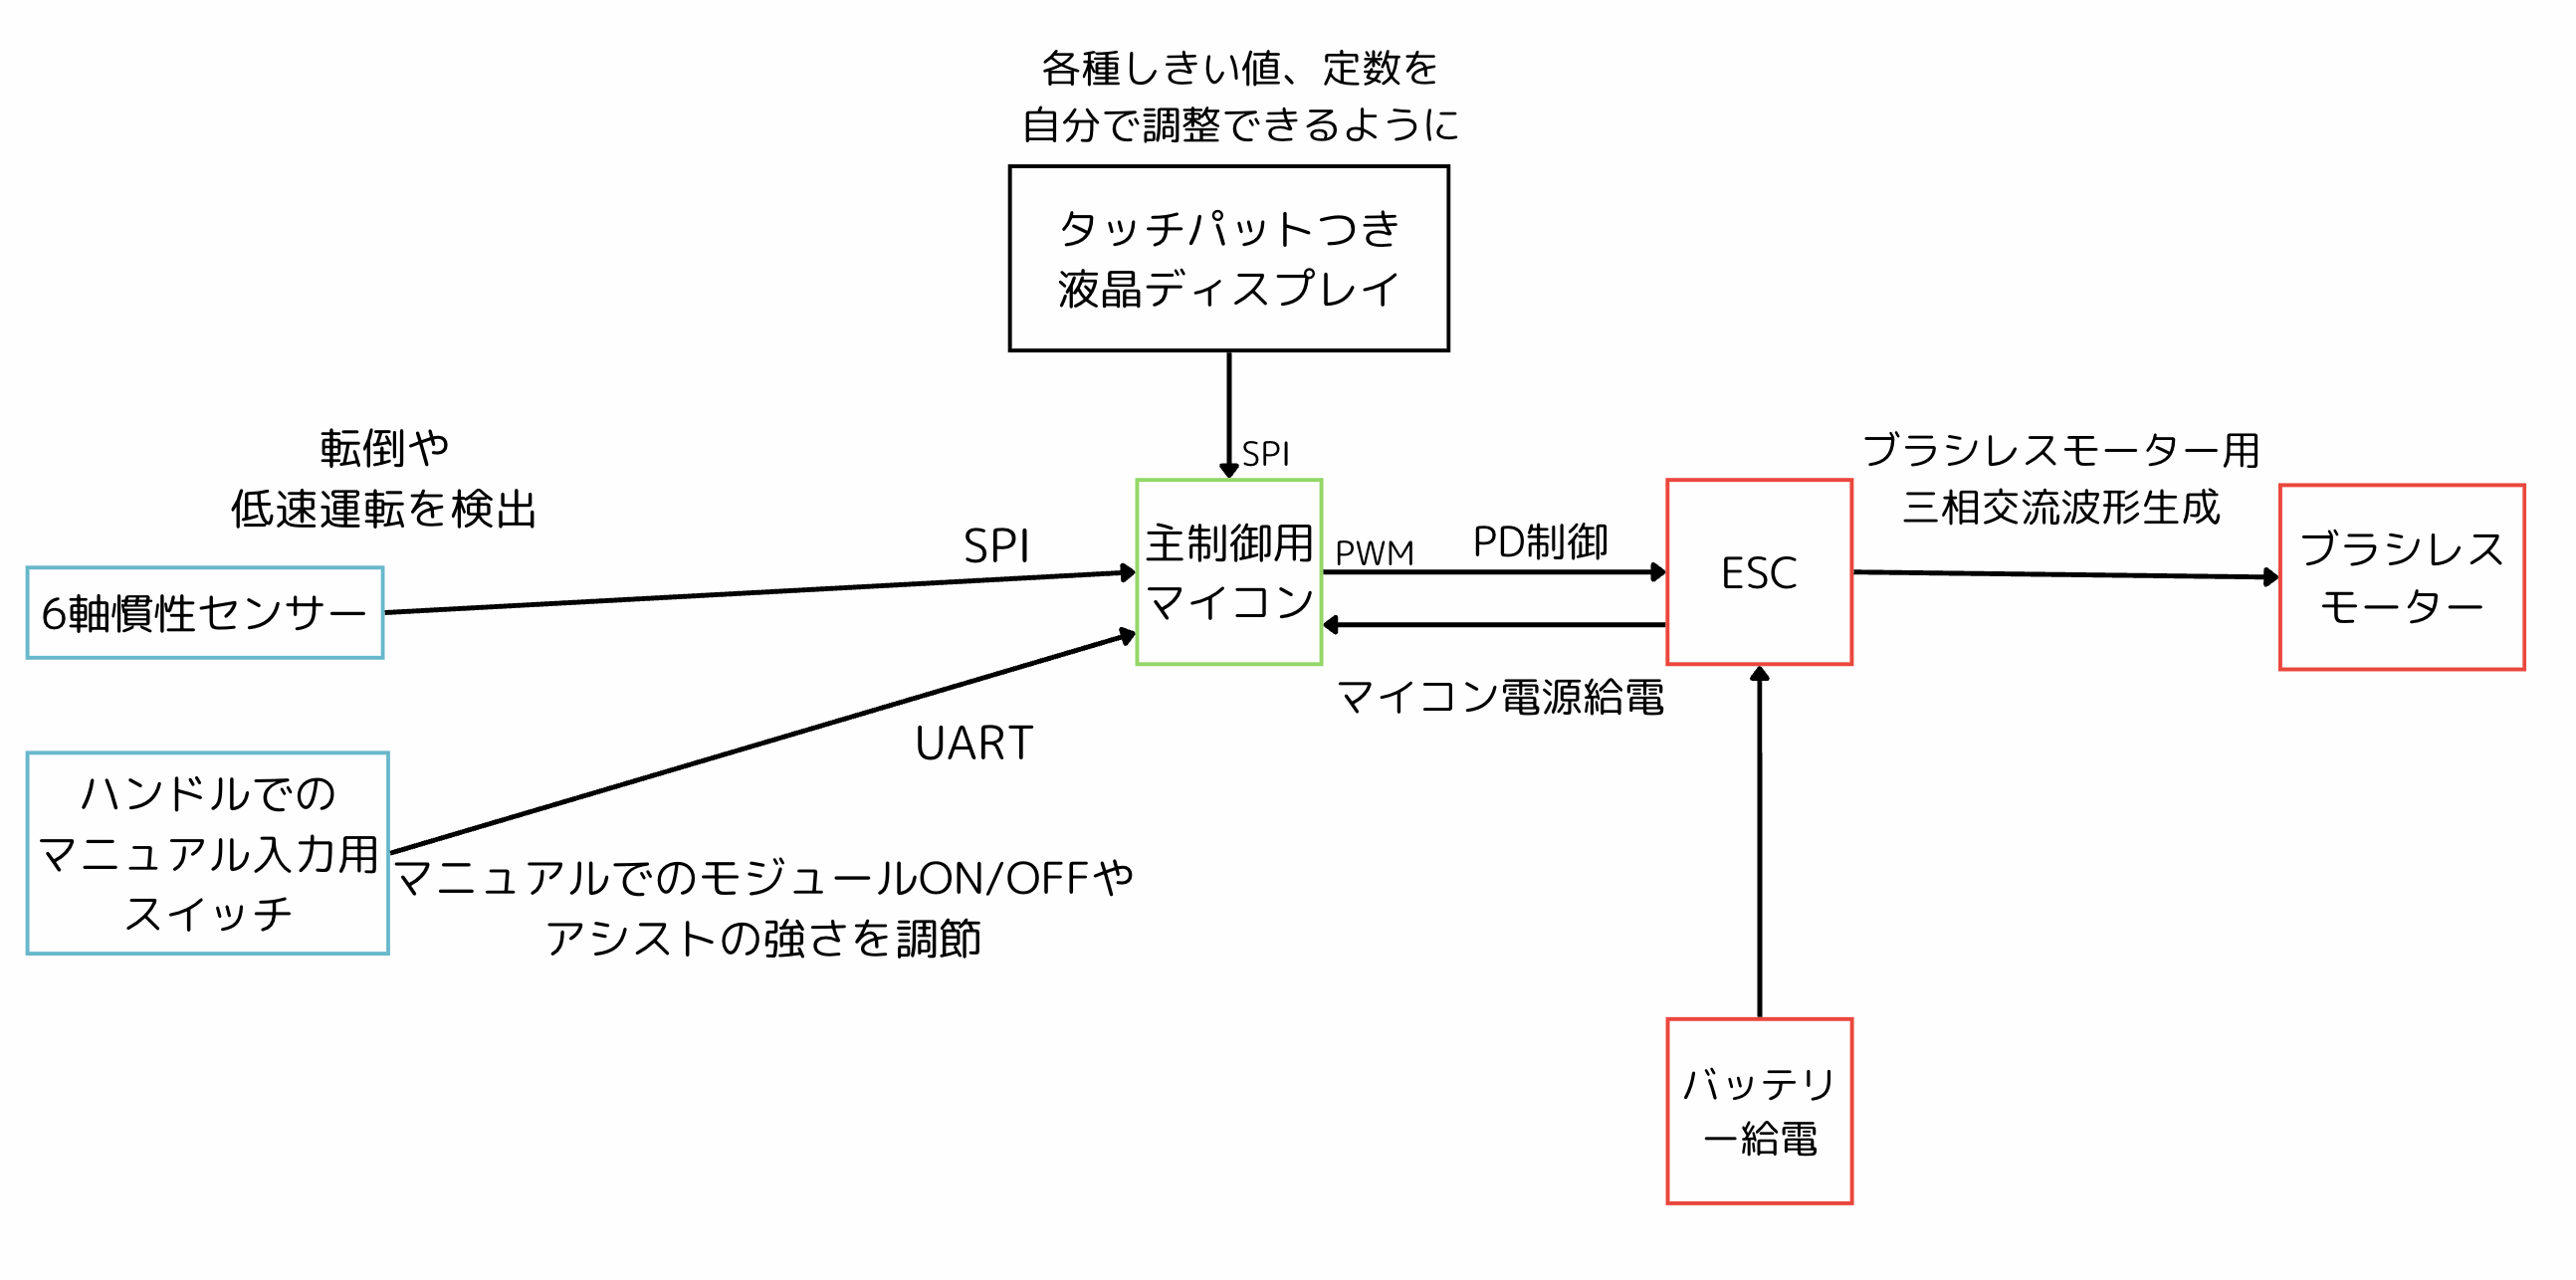 各種しきい値、定数を
自分で調整できるように
タッチパットつき
液晶ディスプレイ
SPI
転倒や
低速運転を検出
6軸慣性センサー
SPI
主制御用
マイコン
PWM
PD制御
ESC
ブラシレスモーター用
三相交流波形生成
ブラシレス
モーター
マイコン電源給電
UART
ハンドルでの
マニュアル入力用
スイッチ
マニュアルでのモジュールON/OFFや
アシストの強さを調節
バッテリ
ー給電